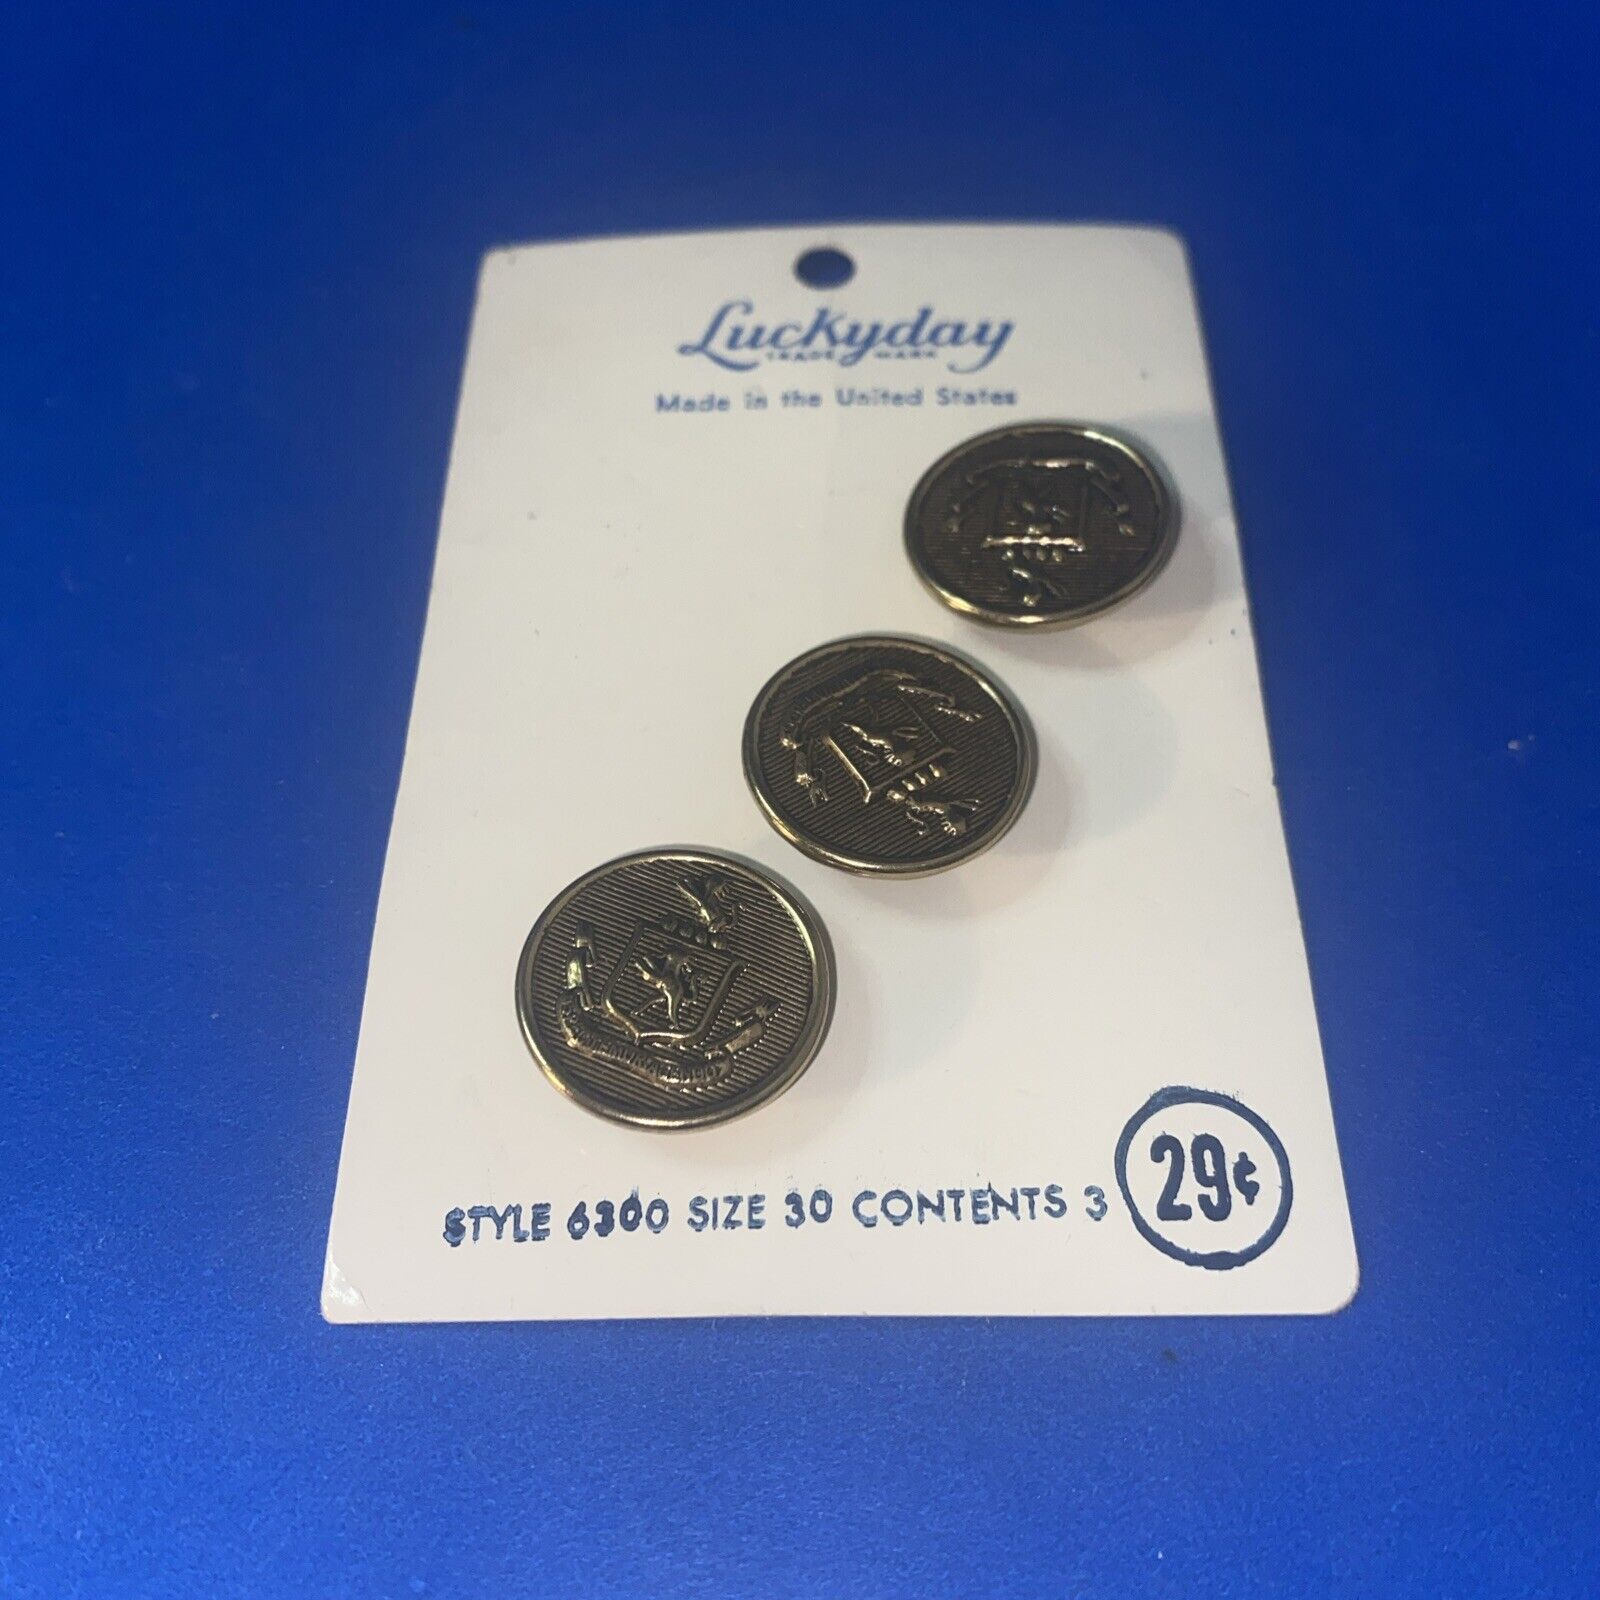 Luckyday
TRADE MARK
Made in the United States
STYLE 6300 SIZE 30 CONTENTS 3
29¢